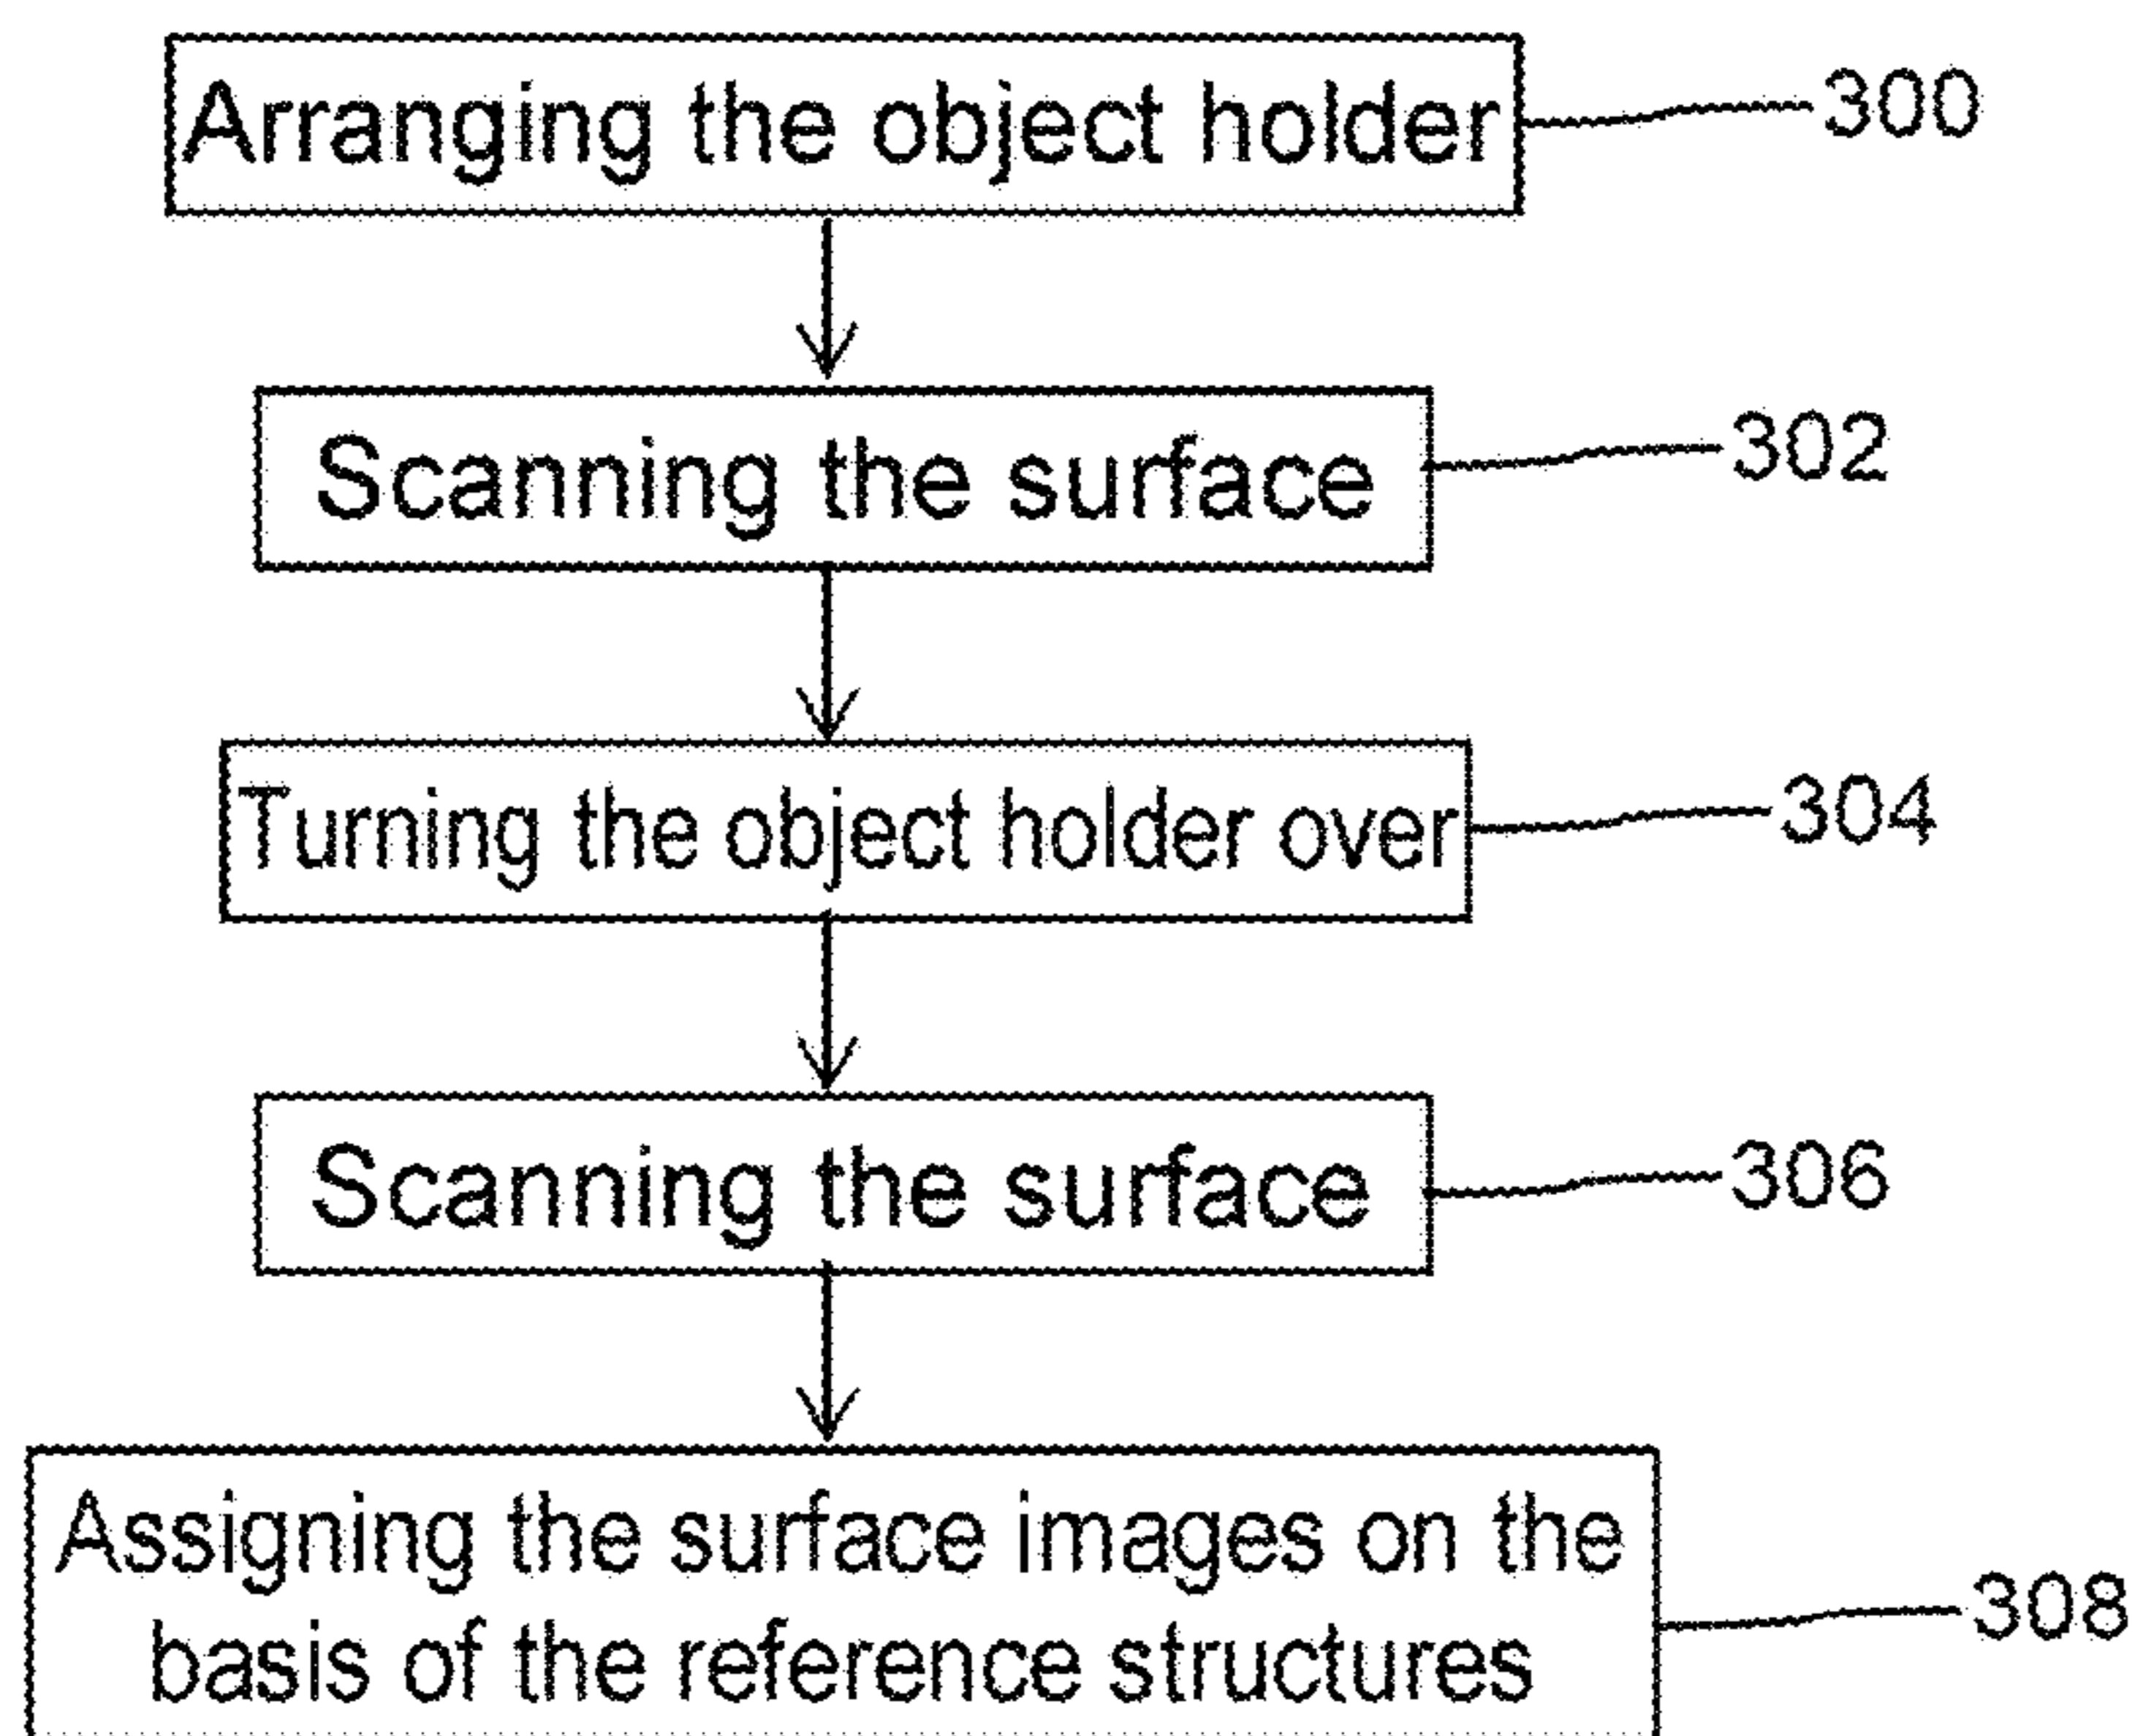 Arranging the object holder 300
Scanning the surface 302
Turning the object holder over 304
Scanning the surface 306
Assigning the surface images on the
basis of the reference structures 308